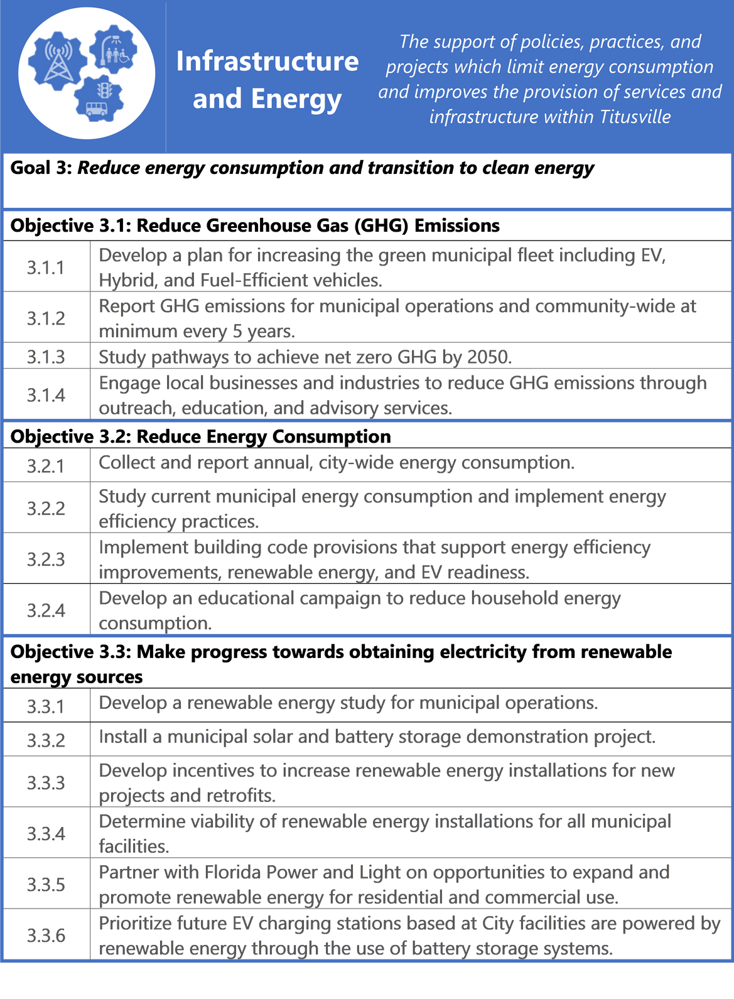 Infrastructure
and Energy
The support of policies, practices, and
projects which limit energy consumption
and improves the provision of services and
infrastructure within Titusville
Goal 3: Reduce energy consumption and transition to clean energy
Objective 3.1: Reduce Greenhouse Gas (GHG) Emissions
3.1.1
Develop a plan for increasing the green municipal fleet including EV,
Hybrid, and Fuel-Efficient vehicles.
3.1.2
Report GHG emissions for municipal operations and community-wide at
minimum every 5 years.
3.1.3
Study pathways to achieve net zero GHG by 2050.
3.1.4
Engage local businesses and industries to reduce GHG emissions through
outreach, education, and advisory services.
Objective 3.2: Reduce Energy Consumption
3.2.1
Collect and report annual, city-wide energy consumption.
3.2.2
Study current municipal energy consumption and implement energy
efficiency practices.
3.2.3
Implement building code provisions that support energy efficiency
improvements, renewable energy, and EV readiness.
3.2.4
Develop an educational campaign to reduce household energy
consumption.
Objective 3.3: Make progress towards obtaining electricity from renewable
energy sources
3.3.1
Develop a renewable energy study for municipal operations.
3.3.2
Install a municipal solar and battery storage demonstration project.
3.3.3
Develop incentives to increase renewable energy installations for new
projects and retrofits.
3.3.4
Determine viability of renewable energy installations for all municipal
facilities.
3.3.5
Partner with Florida Power and Light on opportunities to expand and
promote renewable energy for residential and commercial use.
3.3.6
Prioritize future EV charging stations based at City facilities are powered by
renewable energy through the use of battery storage systems.